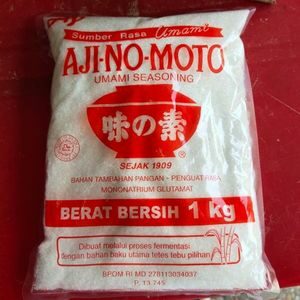 Sumber Rasa Umami
AJI-NO-MOTO
UMAMI SEASONING
味の素
®
SEJAK 1909
BAHAN TAMBAHAN PANGAN - PENGUAT RASA
MONONATRIUM GLUTAMAT
BERAT BERSIH 1 kg
Dibuat melalui proses fermentasi
dengan bahan baku utama tetes tebu pilihan
BPOM RI MD 278113034037
P. 13.745